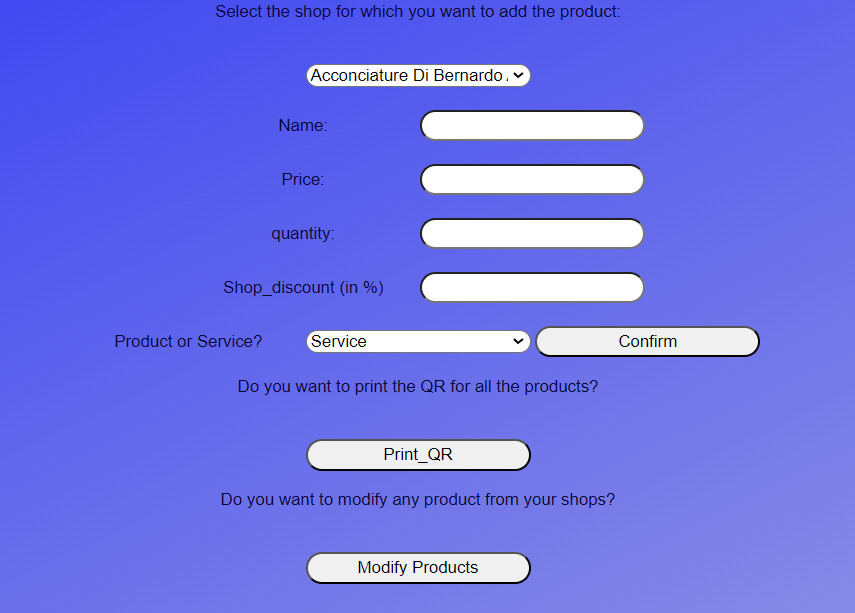 Select the shop for which you want to add the product:
Acconciature Di Bernardo
Name:
Price:
quantity:
Shop_discount (in %)
Product or Service? Service Confirm
Do you want to print the QR for all the products?
Print_QR
Do you want to modify any product from your shops?
Modify Products